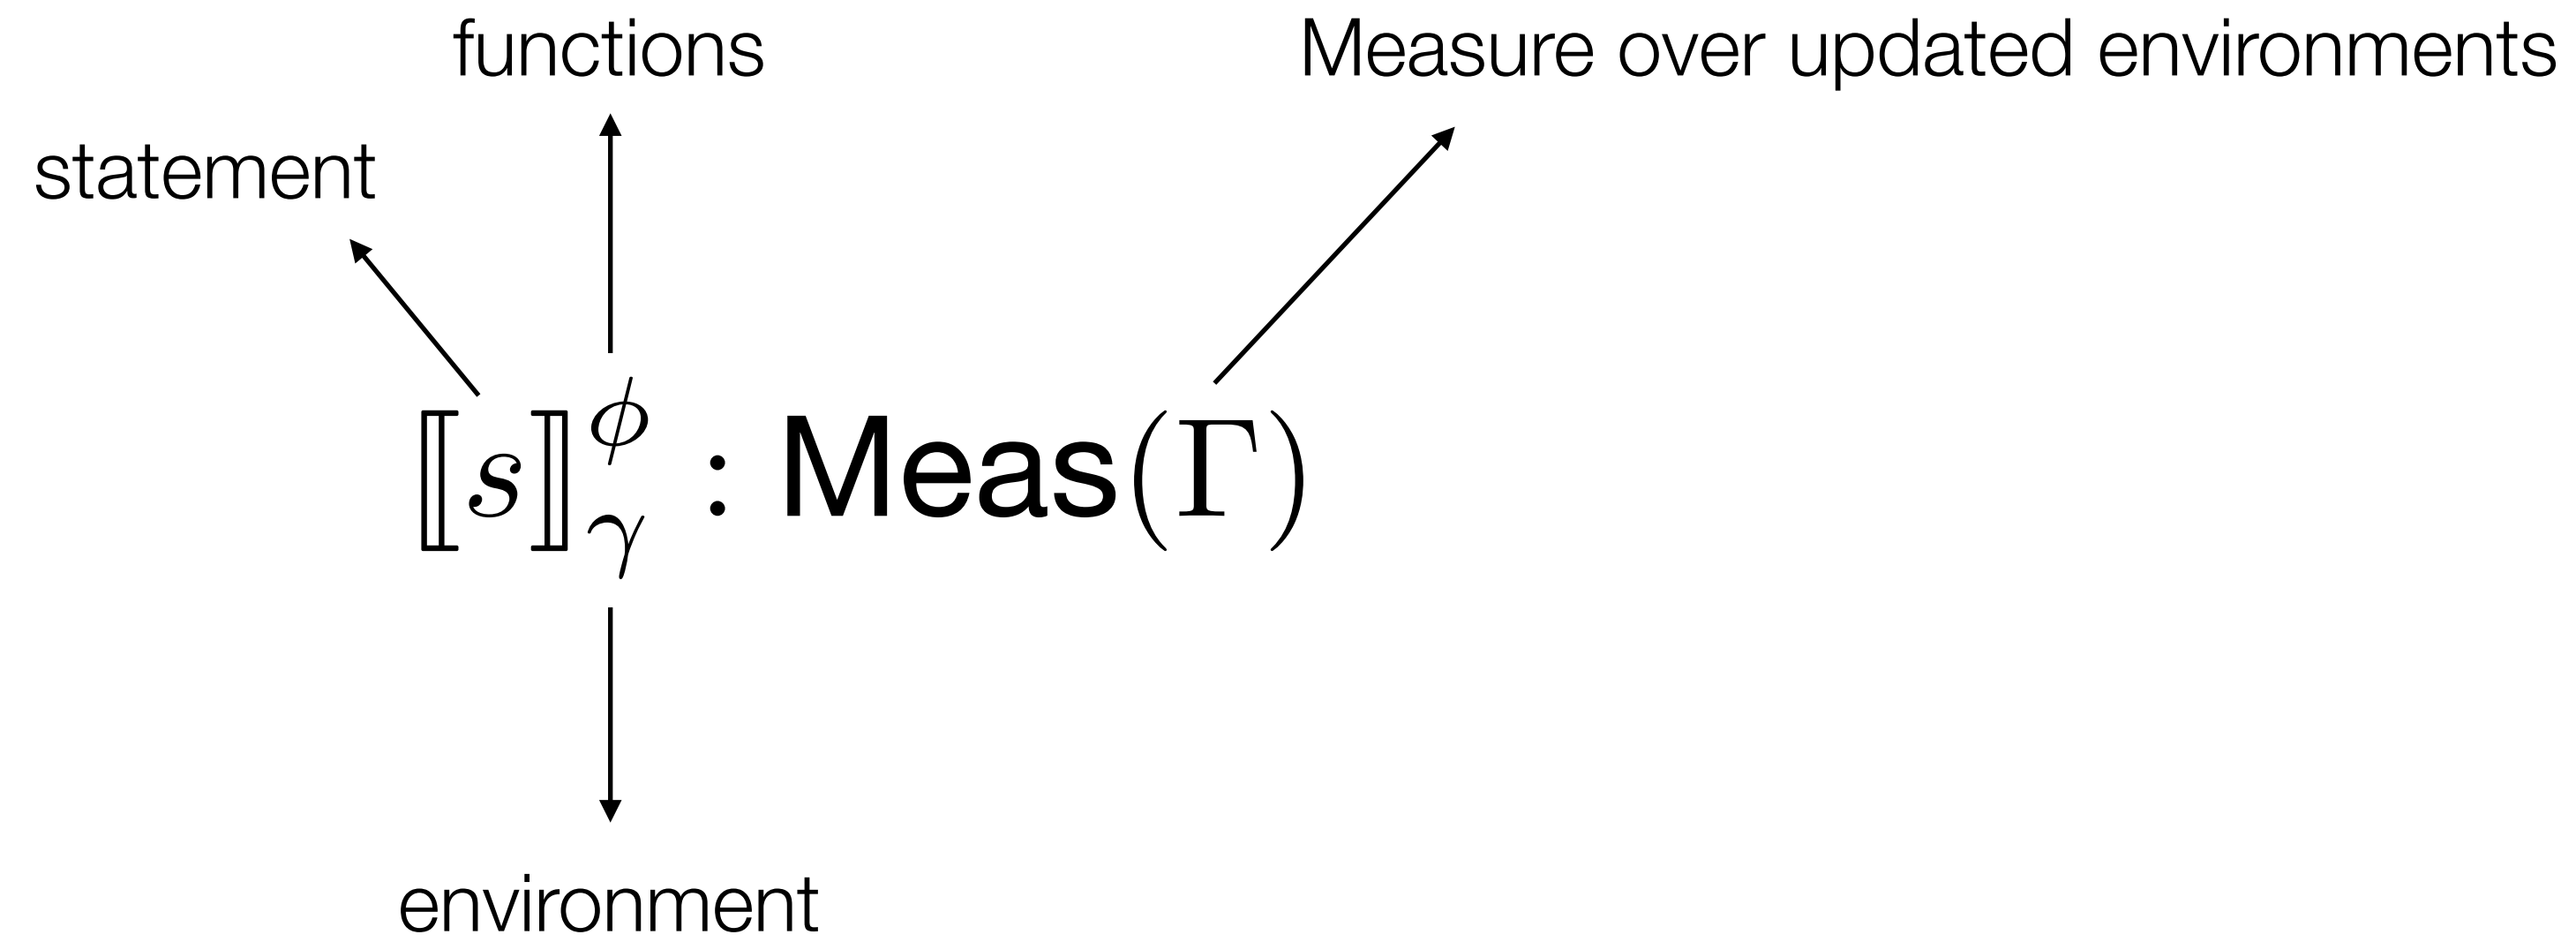 functions
Measure over updated environments
statement
⟦s⟧^ϕ_γ : Meas(Γ)
environment